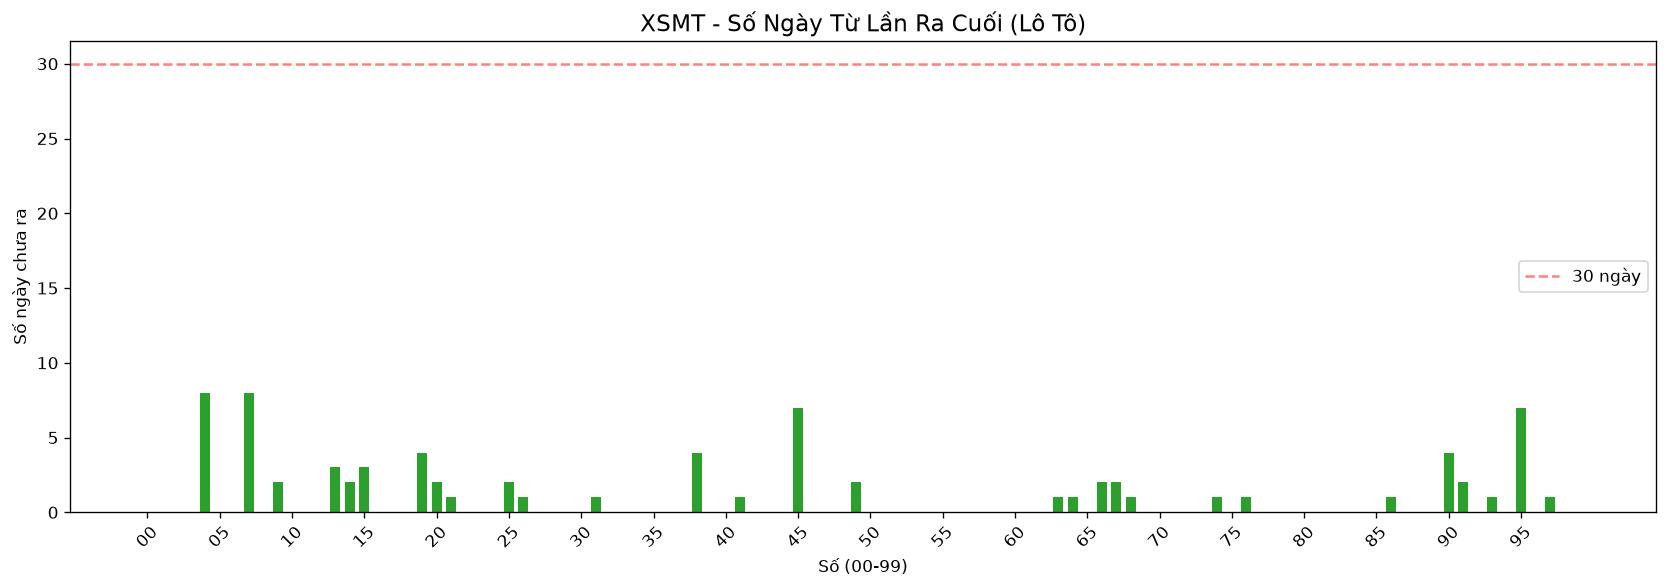 XSMT - Số Ngày Từ Lần Ra Cuối (Lô Tô)
Số ngày chưa ra
30
25
20
15
10
5
0
30 ngày
00 05 10 15 20 25 30 35 40 45 50 55 60 65 70 75 80 85 90 95
Số (00-99)